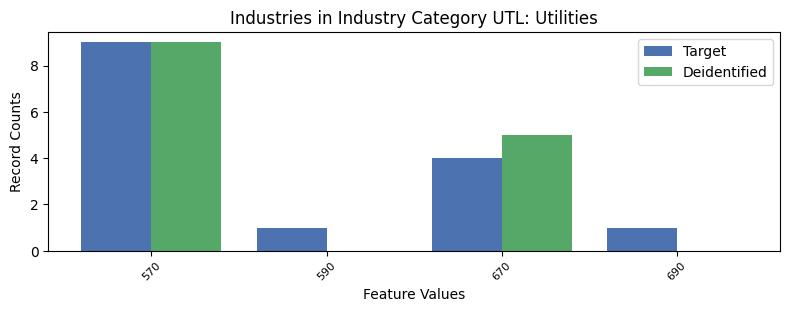 Industries in Industry Category UTL: Utilities
Target
Deidentified
Record Counts
8
6
4
2
0
570
590
670
690
Feature Values